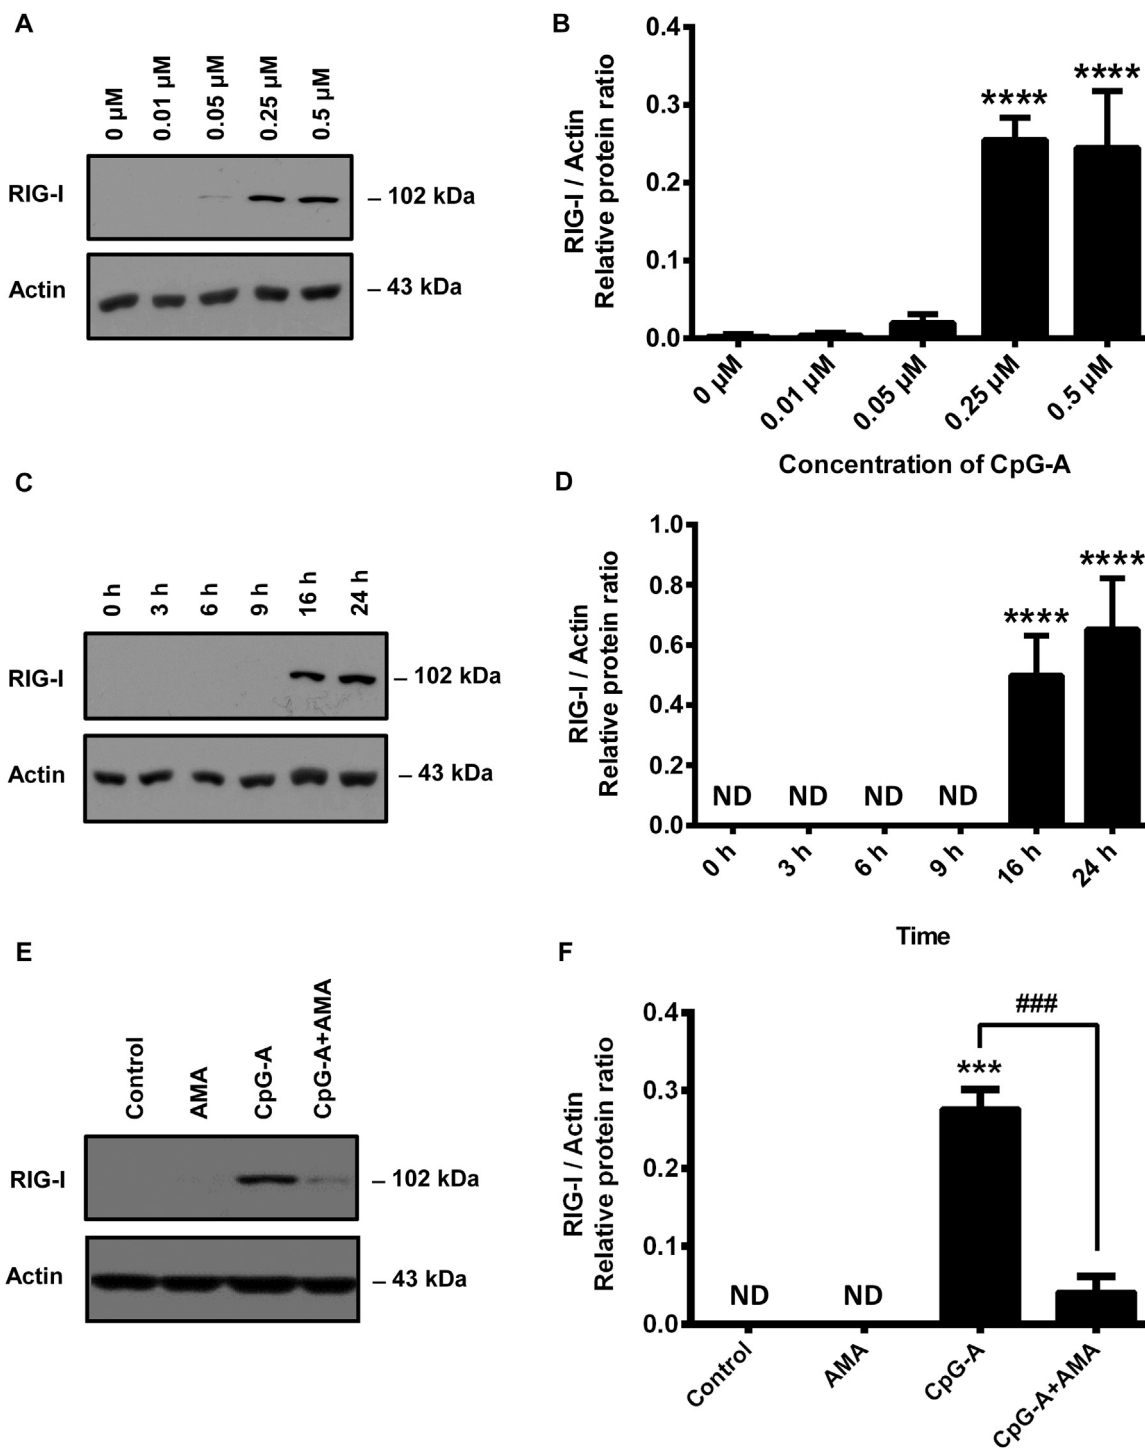 A
0 µM
0.01 µM
0.05 µM
0.25 µM
0.5 µM
RIG-I
– 102 kDa
Actin
– 43 kDa
B
RIG-I / Actin
Relative protein ratio
0.4
0.3
0.2
0.1
0.0
****
****
0 µM
0.01 µM
0.05 µM
0.25 µM
0.5 µM
Concentration of CpG-A
C
0 h
3 h
6 h
9 h
16 h
24 h
RIG-I
– 102 kDa
Actin
– 43 kDa
D
RIG-I / Actin
Relative protein ratio
1.0
0.8
0.6
0.4
0.2
0.0
ND
ND
ND
ND
****
****
0 h
3 h
6 h
9 h
16 h
24 h
Time
E
Control
AMA
CpG-A
CpG-A+AMA
RIG-I
– 102 kDa
Actin
– 43 kDa
F
RIG-I / Actin
Relative protein ratio
0.4
0.3
0.2
0.1
0.0
ND
ND
***
###
Control
AMA
CpG-A
CpG-A+AMA